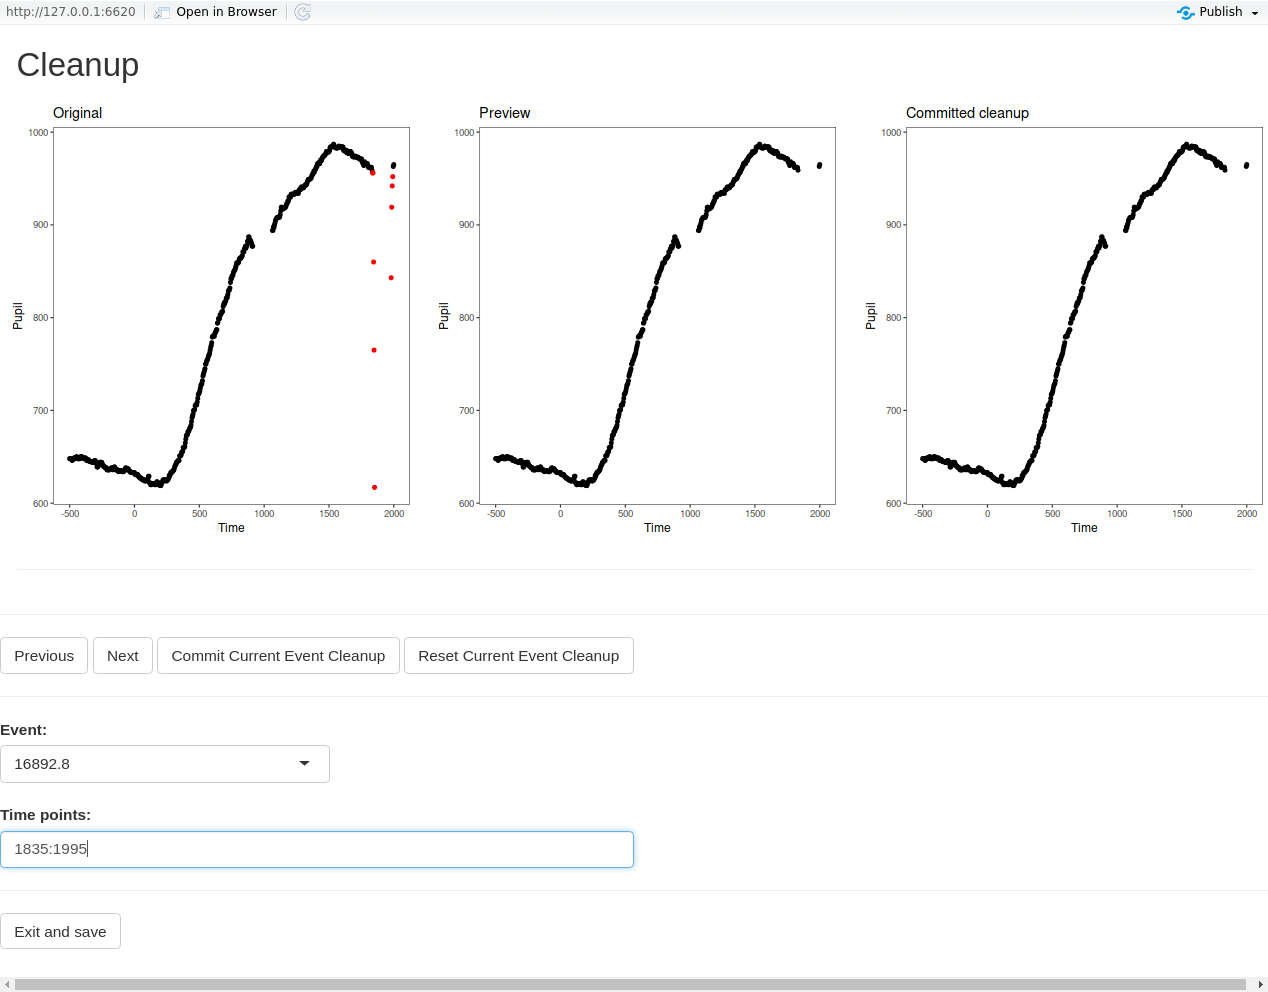 http://127.0.0.1:6620 Open in Browser Publish
Cleanup
Original Preview Committed cleanup
1000 1000 1000
900 900 900
Pupil Pupil Pupil
800 800 800
700 700 700
600 600 600
-500 0 500 1000 1500 2000 -500 0 500 1000 1500 2000 -500 0 500 1000 1500 2000
Time Time Time
Previous Next Commit Current Event Cleanup Reset Current Event Cleanup
Event:
16892.8
Time points:
1835:1995
Exit and save